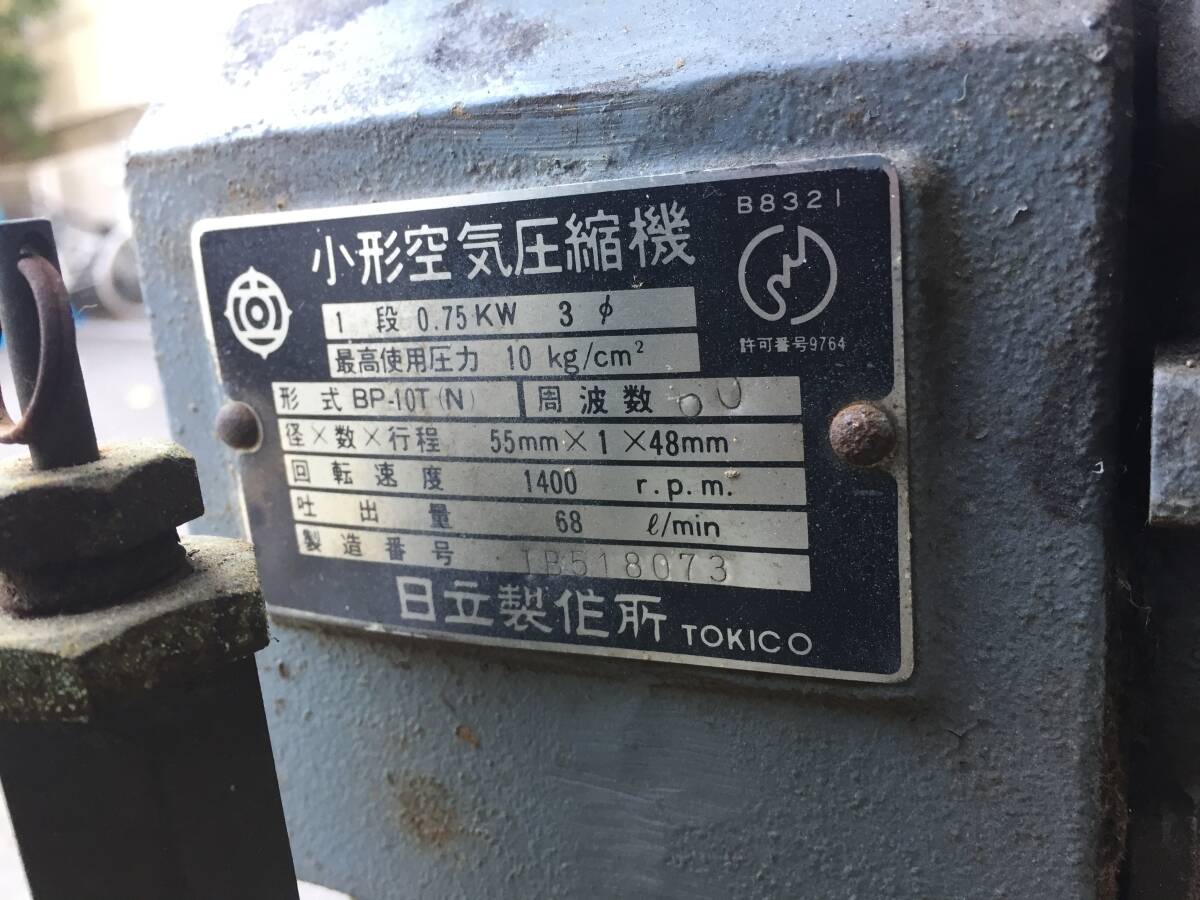 B8321
小形空気圧縮機
1 段 0.75KW 3 φ
許可番号9764
最高使用圧力 10 kg/cm²
形式 BP-10T(N) 周波数 60
径×数×行程 55mm×1×48mm
回転速度 1400 r.p.m.
吐出量 68 ℓ/min
製造番号 IB518073
日立製作所 TOKICO